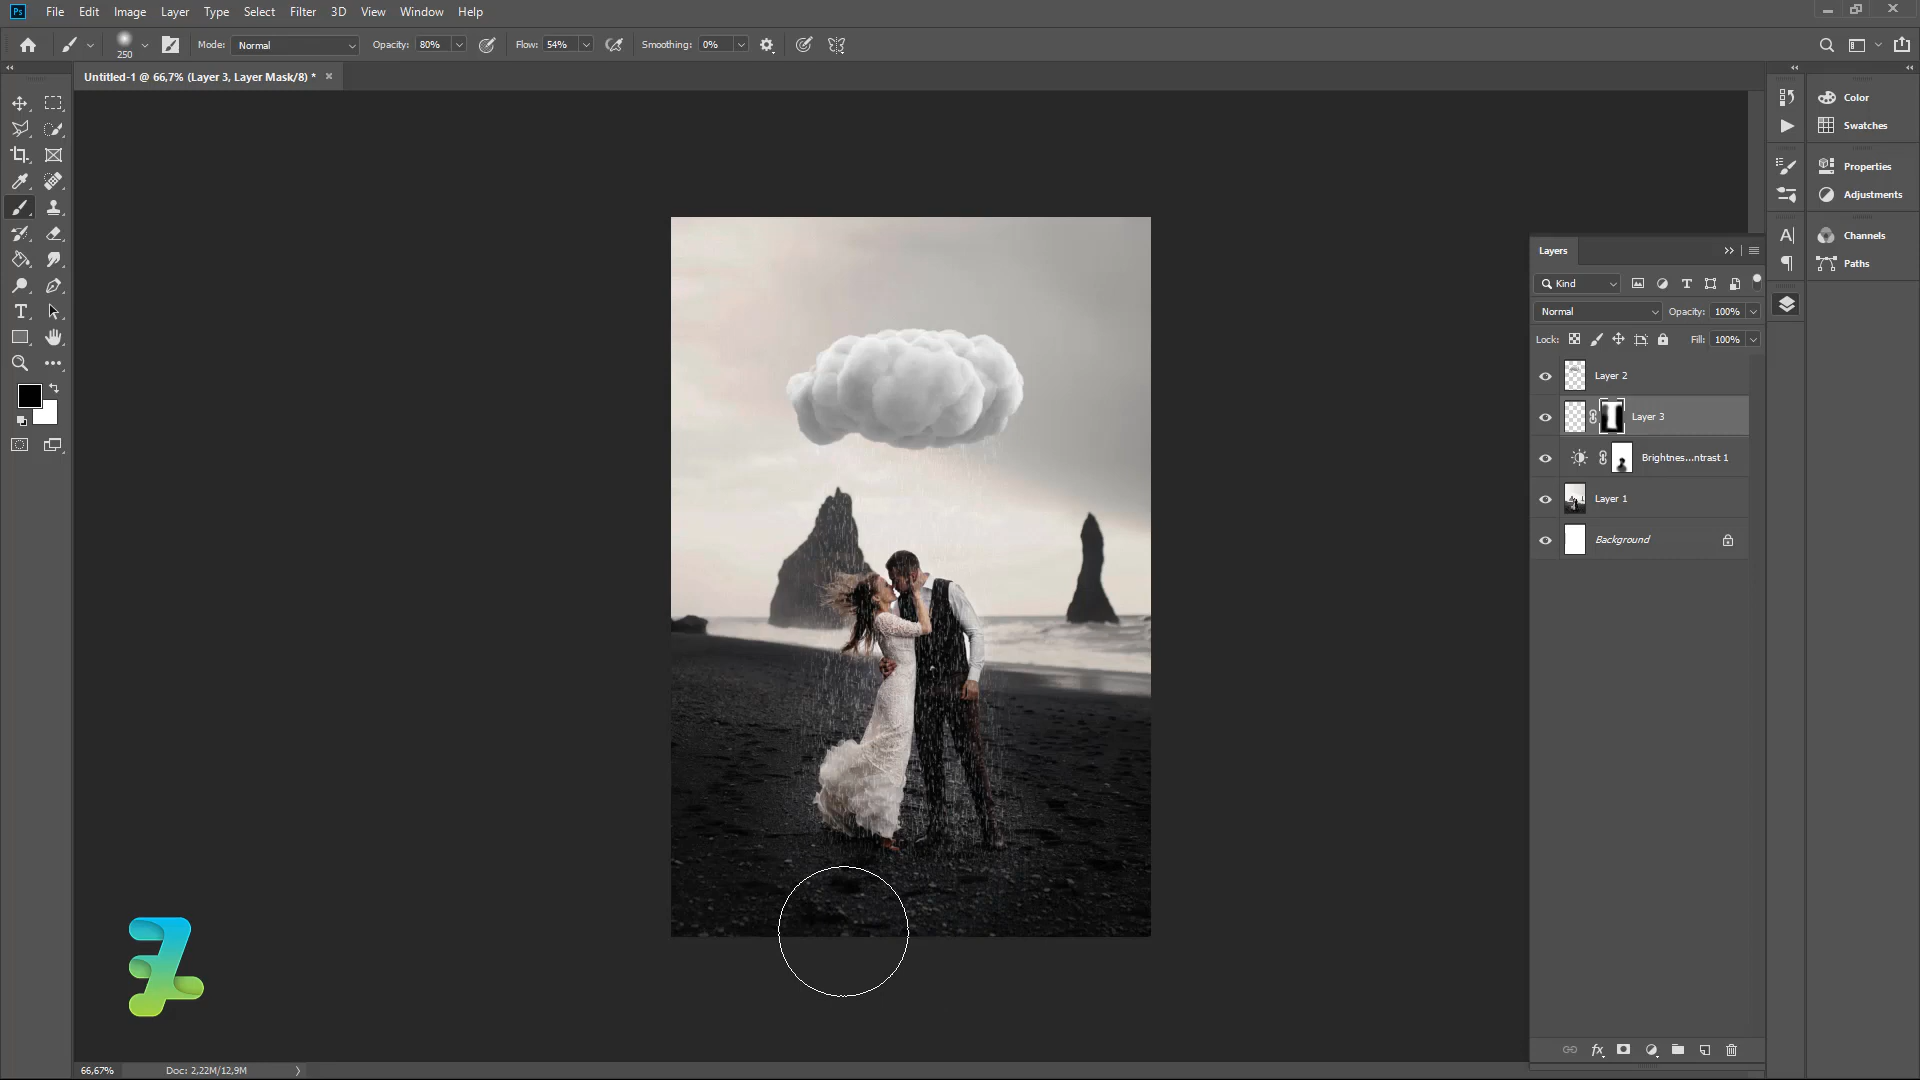 Ps File Edit Image Layer Type Select Filter 3D View Window Help
250 Mode: Normal Opacity: 80% Flow: 54% Smoothing: 0%
Untitled-1 @ 66,7% (Layer 3, Layer Mask/8) *
Color
Swatches
Properties
Adjustments
Channels
Paths
Layers
Kind
Normal Opacity: 100%
Lock: Fill: 100%
Layer 2
Layer 3
Brightnes...ntrast 1
Layer 1
Background
fx
66,67% Doc: 2,22M/12,9M